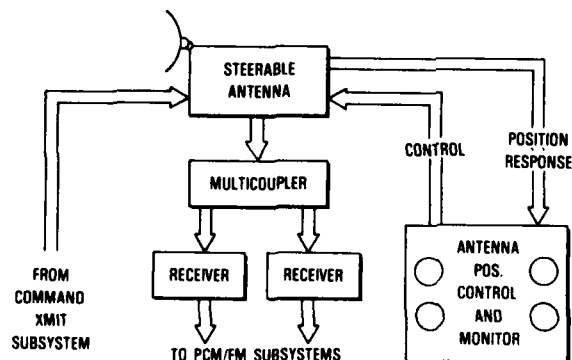 STEERABLE
ANTENNA
CONTROL
POSITION
RESPONSE
MULTICOUPLER
RECEIVER
RECEIVER
FROM
COMMAND
XMIT
SUBSYSTEM
ANTENNA
POS.
CONTROL
AND
MONITOR
TO PCM/FM SUBSYSTEMS